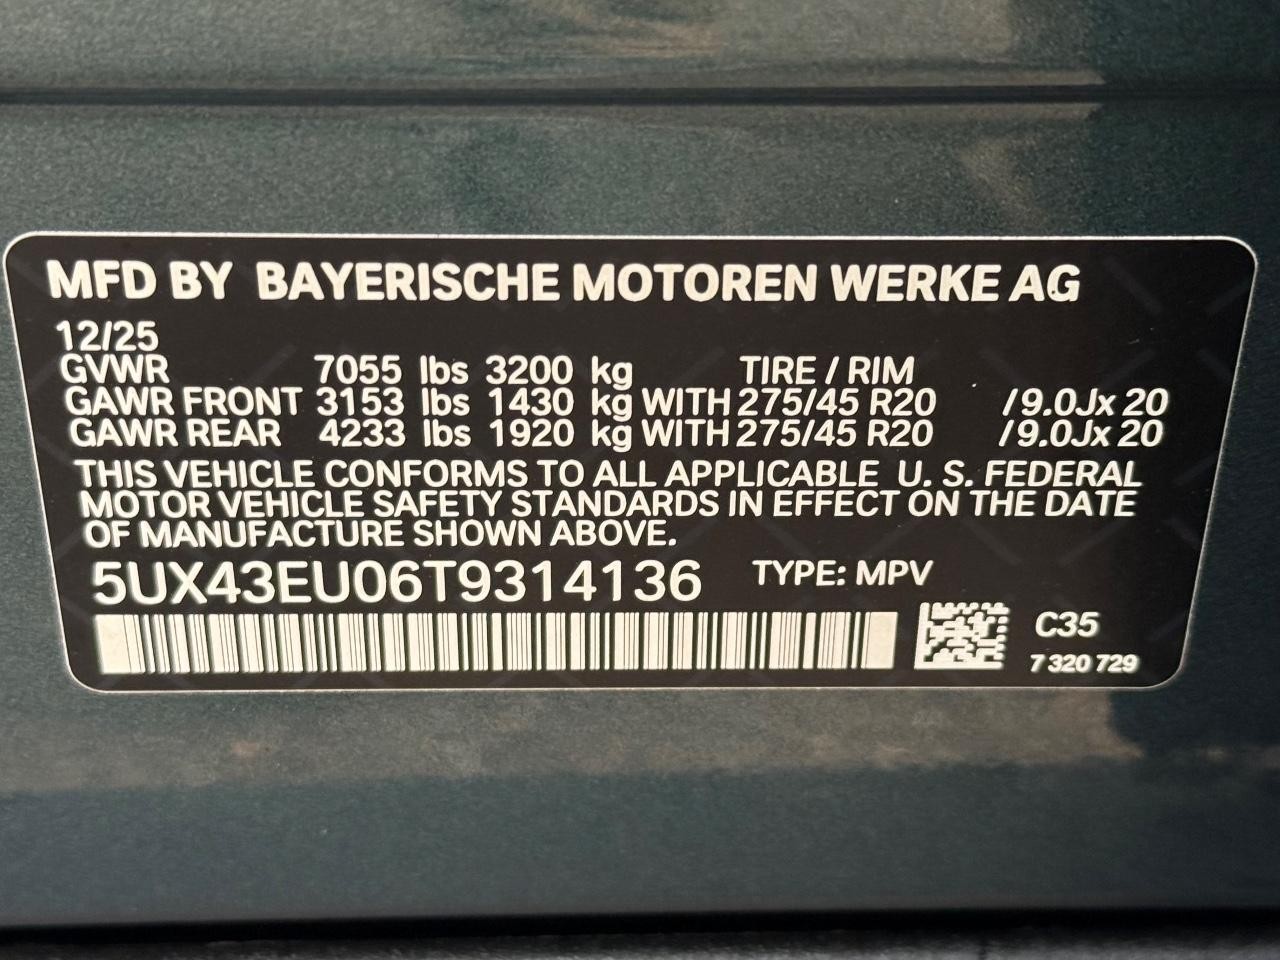 MFD BY BAYERISCHE MOTOREN WERKE AG
12/25
GVWR 7055 lbs 3200 kg TIRE / RIM
GAWR FRONT 3153 lbs 1430 kg WITH 275/45 R20 / 9.0Jx 20
GAWR REAR 4233 lbs 1920 kg WITH 275/45 R20 / 9.0Jx 20
THIS VEHICLE CONFORMS TO ALL APPLICABLE U. S. FEDERAL
MOTOR VEHICLE SAFETY STANDARDS IN EFFECT ON THE DATE
OF MANUFACTURE SHOWN ABOVE.
5UX43EU06T9314136 TYPE: MPV
C35
7 320 729